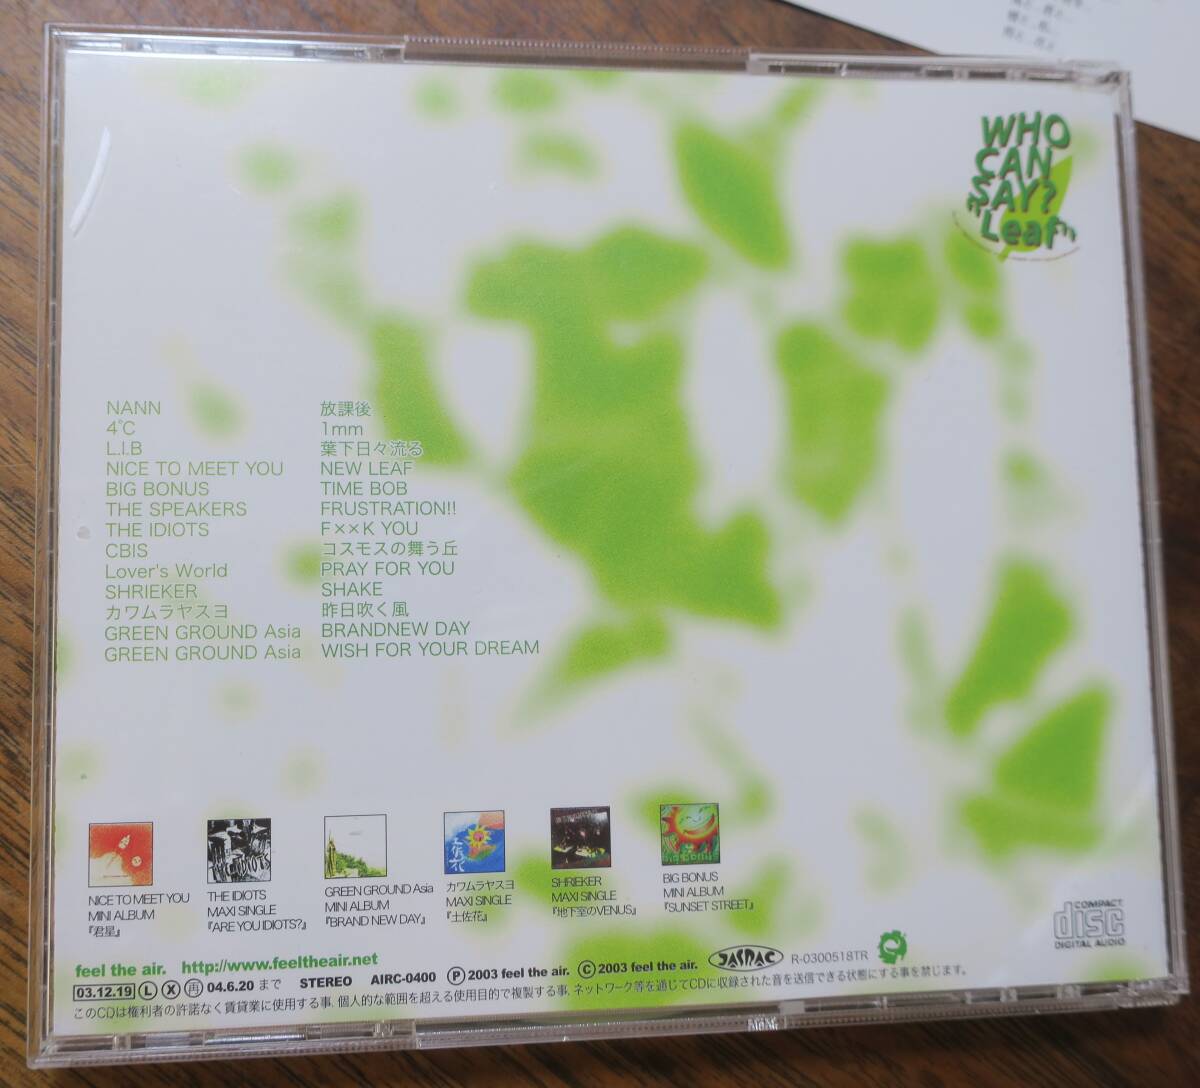 WHO
CAN
SAY?
Leaf
NANN 放課後
4℃ 1mm
L.I.B 葉下日々流る
NICE TO MEET YOU NEW LEAF
BIG BONUS TIME BOB
THE SPEAKERS FRUSTRATION!!
THE IDIOTS F××K YOU
CBIS コスモスの舞う丘
Lover's World PRAY FOR YOU
SHRIEKER SHAKE
カワムラヤスヨ 昨日吹く風
GREEN GROUND Asia BRANDNEW DAY
GREEN GROUND Asia WISH FOR YOUR DREAM
NICE TO MEET YOU
MINI ALBUM
『君星』
THE IDIOTS
MAXI SINGLE
『ARE YOU IDIOTS?』
GREEN GROUND Asia
MINI ALBUM
『BRAND NEW DAY』
土佐花
カワムラヤスヨ
MAXI SINGLE
『土佐花』
SHRIEKER
MAXI SINGLE
『地下室のVENUS』
BIG BONUS
BIG BONUS
MINI ALBUM
『SUNSET STREET』
COMPACT
disc
DIGITAL AUDIO
feel the air. http://www.feeltheair.net
JASRAC R-0300518TR
03.12.19 L X 再 04.6.20 まで STEREO AIRC-0400 Ⓟ 2003 feel the air. Ⓒ 2003 feel the air.
このCDは権利者の許諾なく賃貸業に使用する事、個人的な範囲を超える使用目的で複製する事、ネットワーク等を通じてCDに収録された音を送信できる状態にする事を禁じます。